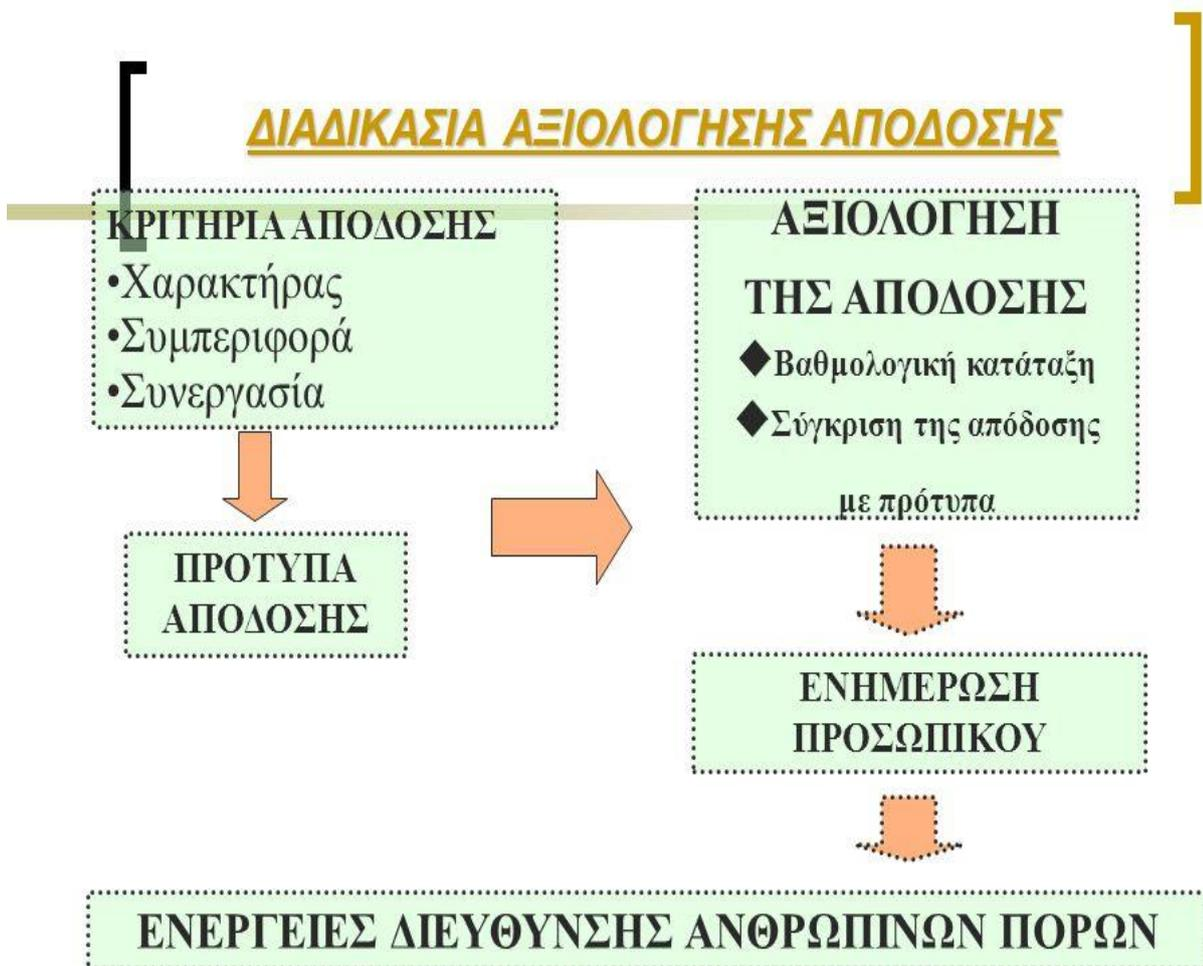 ΔΙΑΔΙΚΑΣΙΑ ΑΞΙΟΛΟΓΗΣΗΣ ΑΠΟΔΟΣΗΣ
ΚΡΙΤΗΡΙΑ ΑΠΟΔΟΣΗΣ
•Χαρακτήρας
•Συμπεριφορά
•Συνεργασία
ΠΡΟΤΥΠΑ
ΑΠΟΔΟΣΗΣ
ΑΞΙΟΛΟΓΗΣΗ
ΤΗΣ ΑΠΟΔΟΣΗΣ
◆Βαθμολογική κατάταξη
◆Σύγκριση της απόδοσης
με πρότυπα
ΕΝΗΜΕΡΩΣΗ
ΠΡΟΣΩΠΙΚΟΥ
ΕΝΕΡΓΕΙΕΣ ΔΙΕΥΘΥΝΣΗΣ ΑΝΘΡΩΠΙΝΩΝ ΠΟΡΩΝ